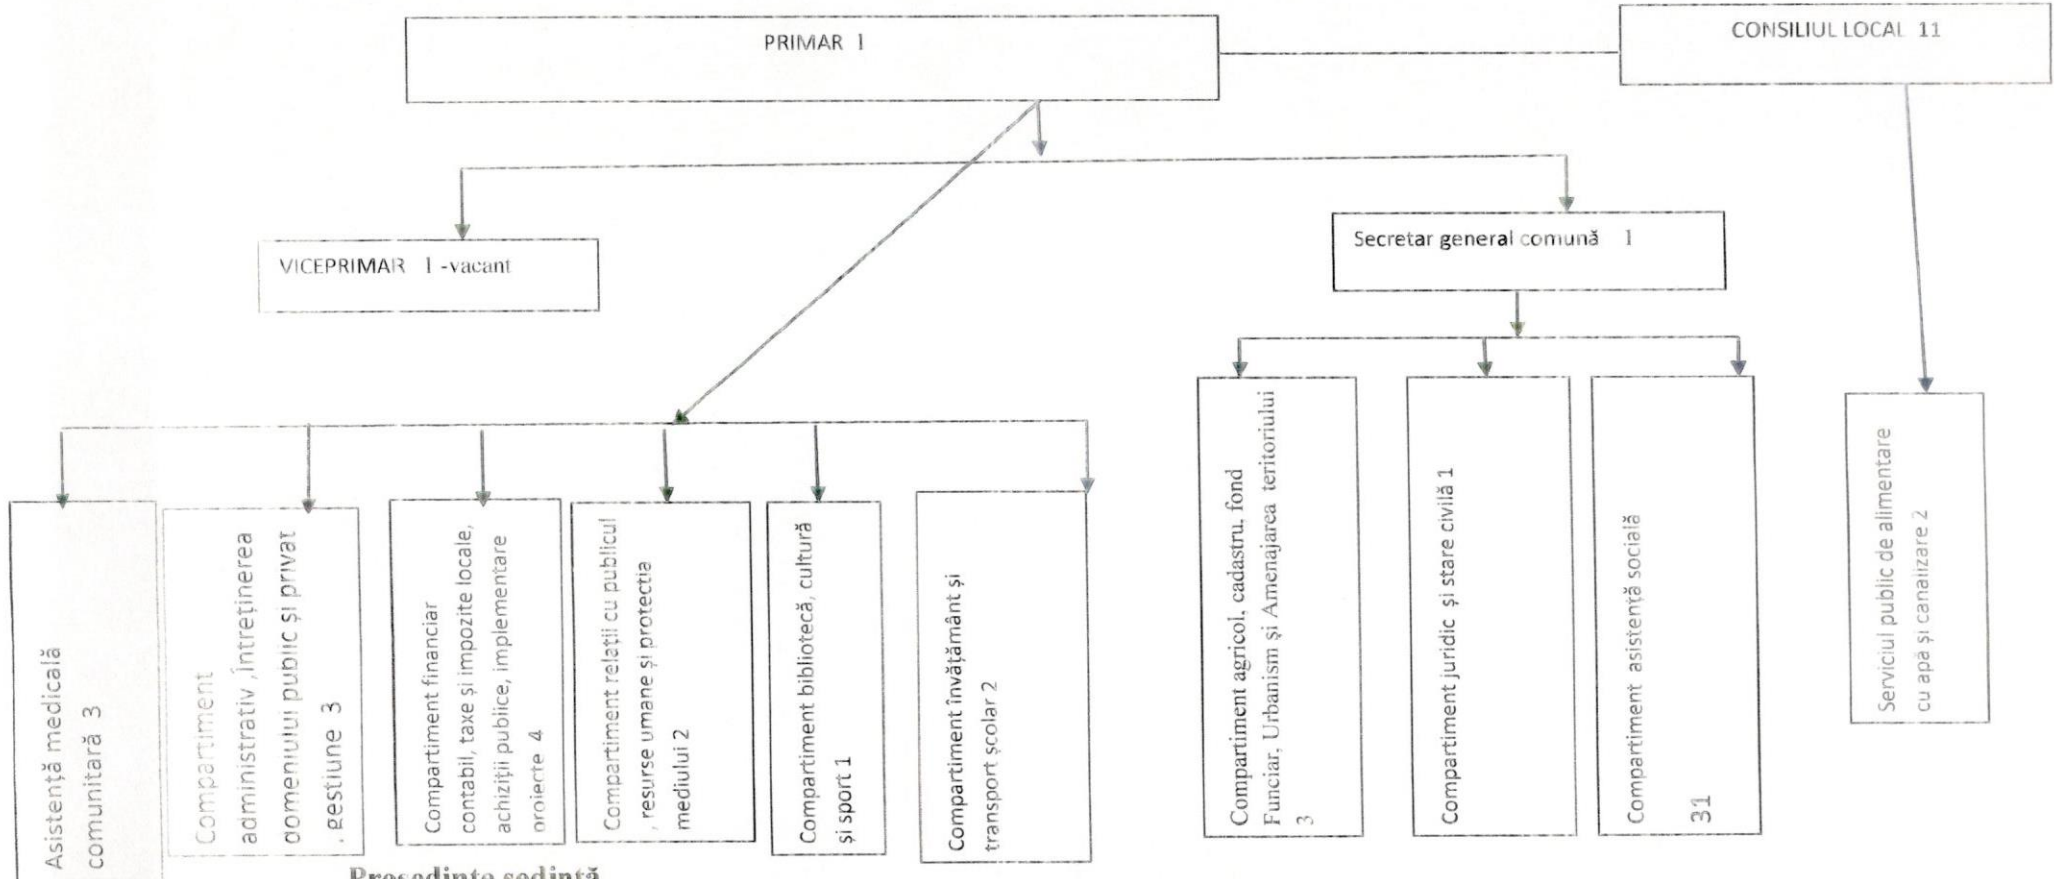 PRIMAR 1
CONSILIUL LOCAL 11
VICEPRIMAR 1 -vacant
Secretar general comună 1
Asistență medicală
comunitară 3
Compartiment
administrativ ,întreținerea
domeniului public și privat
, gestiune 3
Compartiment financiar
contabil, taxe și impozite locale,
achiziții publice, implementare
proiecte 4
Compartiment relații cu publicul
, resurse umane și protectia
mediului 2
Compartiment bibliotecă, cultură
și sport 1
Compartiment învățământ și
transport școlar 2
Compartiment agricol, cadastru, fond
Funciar, Urbanism și Amenajarea teritoriului
3
Compartiment juridic și stare civilă 1
Compartiment asistență socială
31
Serviciul public de alimentare
cu apă și canalizare 2
Președinte ședință